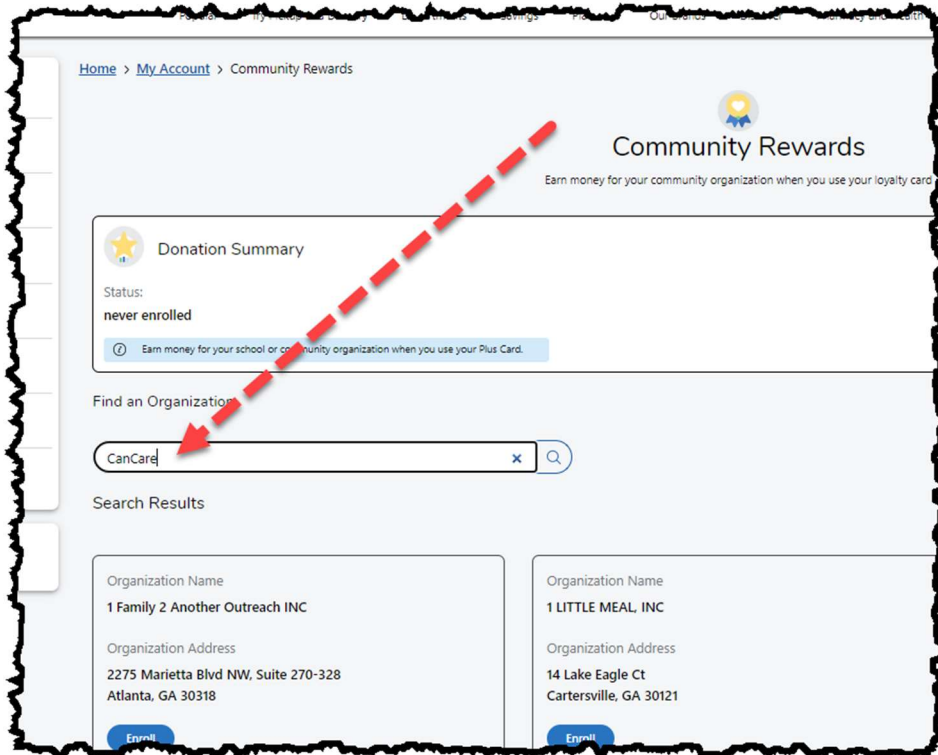 Home > My Account > Community Rewards
Community Rewards
Earn money for your community organization when you use your loyalty card
Donation Summary
Status:
never enrolled
Earn money for your school or community organization when you use your Plus Card.
Find an Organization
CanCare
Search Results
Organization Name
1 Family 2 Another Outreach INC
Organization Address
2275 Marietta Blvd NW, Suite 270-328
Atlanta, GA 30318
Enroll
Organization Name
1 LITTLE MEAL, INC
Organization Address
14 Lake Eagle Ct
Cartersville, GA 30121
Enroll